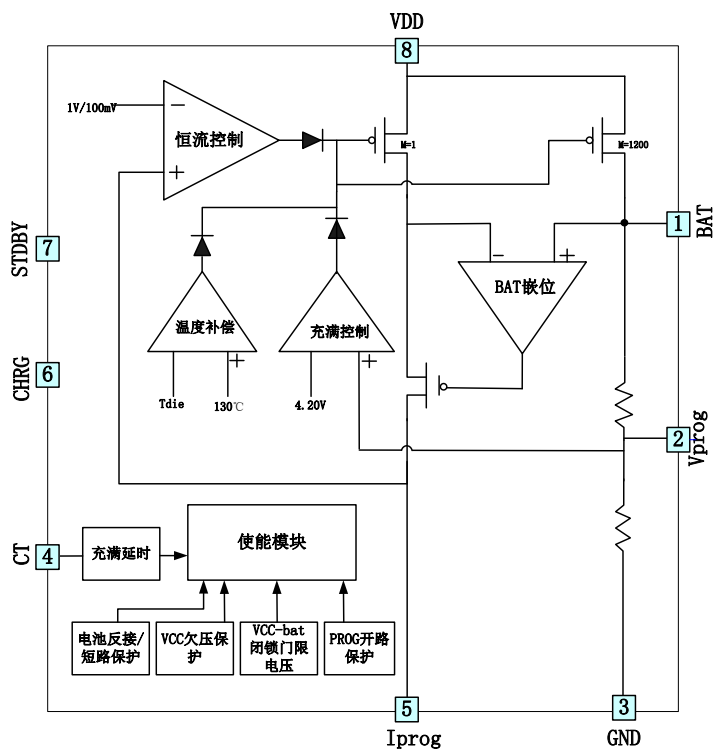 VDD
8
1V/100mV
−
恒流控制
+
M=1
M=1200
1
BAT
STDBY
7
−
+
BAT嵌位
温度补偿
+
充满控制
+
CHRG
6
Tdie
130℃
4.20V
2
Vprog
CT
4
充满延时
使能模块
电池反接/
短路保护
VCC欠压保
护
VCC-bat
闭锁门限
电压
PROG开路
保护
5
Iprog
3
GND